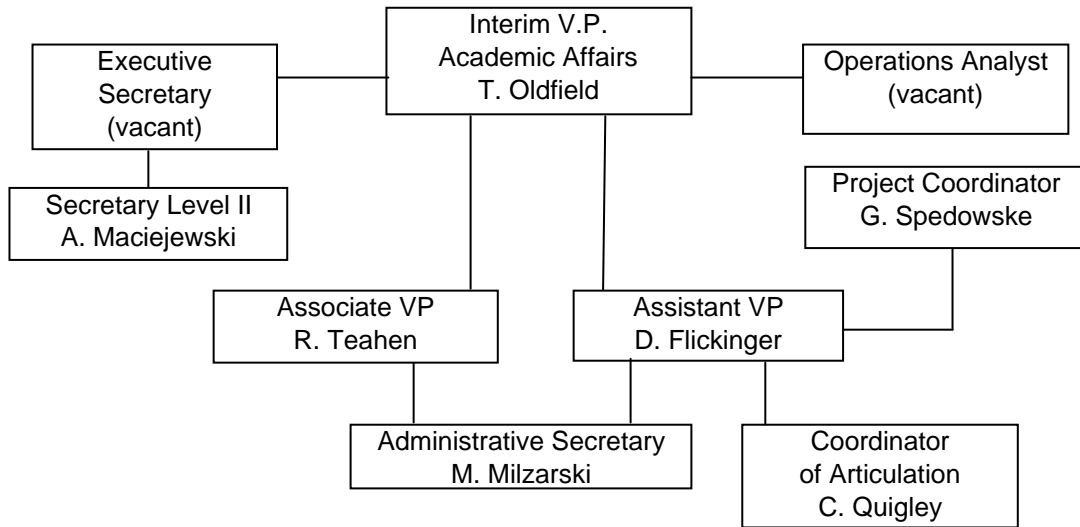 Interim V.P.
Academic Affairs
T. Oldfield
Executive
Secretary
(vacant)
Operations Analyst
(vacant)
Secretary Level II
A. Maciejewski
Project Coordinator
G. Spedowske
Associate VP
R. Teahen
Assistant VP
D. Flickinger
Administrative Secretary
M. Milzarski
Coordinator
of Articulation
C. Quigley